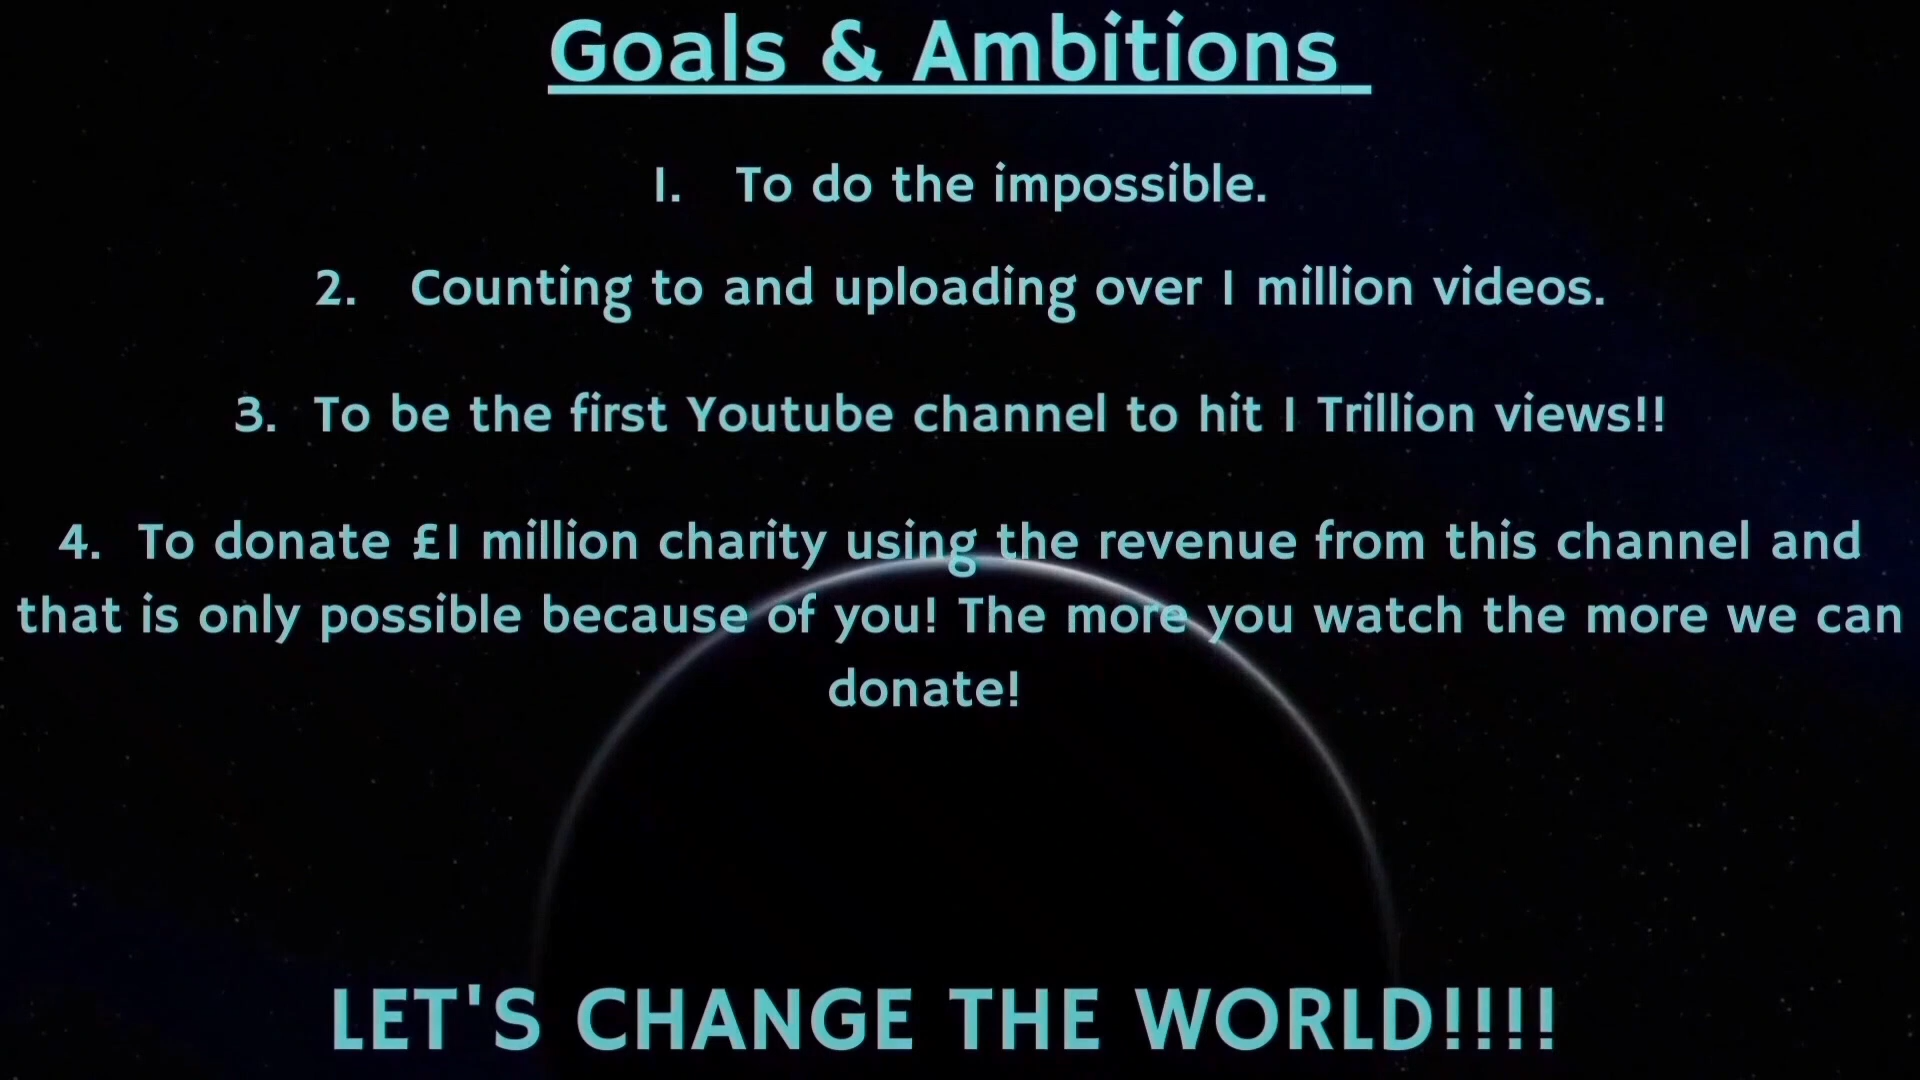 Goals & Ambitions
1. To do the impossible.
2. Counting to and uploading over 1 million videos.
3. To be the first Youtube channel to hit 1 Trillion views!!
4. To donate £1 million charity using the revenue from this channel and
that is only possible because of you! The more you watch the more we can
donate!
LET'S CHANGE THE WORLD!!!!